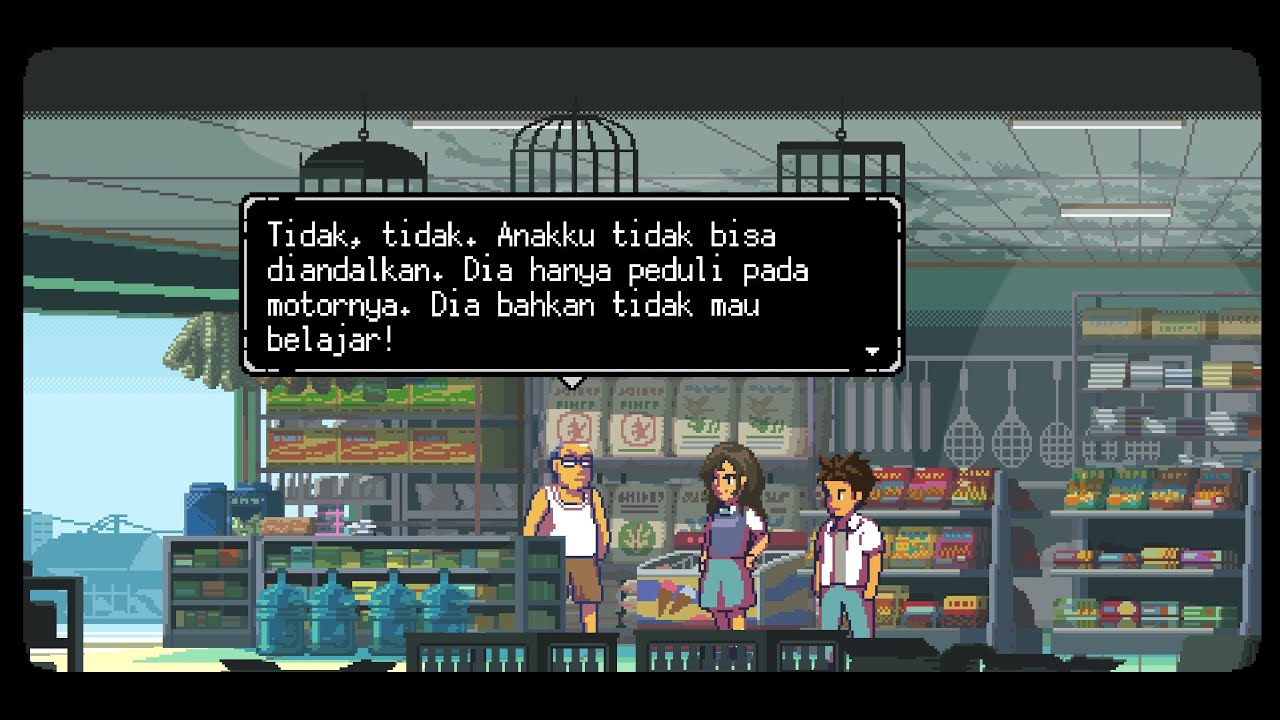 Tidak, tidak. Anakku tidak bisa
diandalkan. Dia hanya peduli pada
motornya. Dia bahkan tidak mau
belajar!